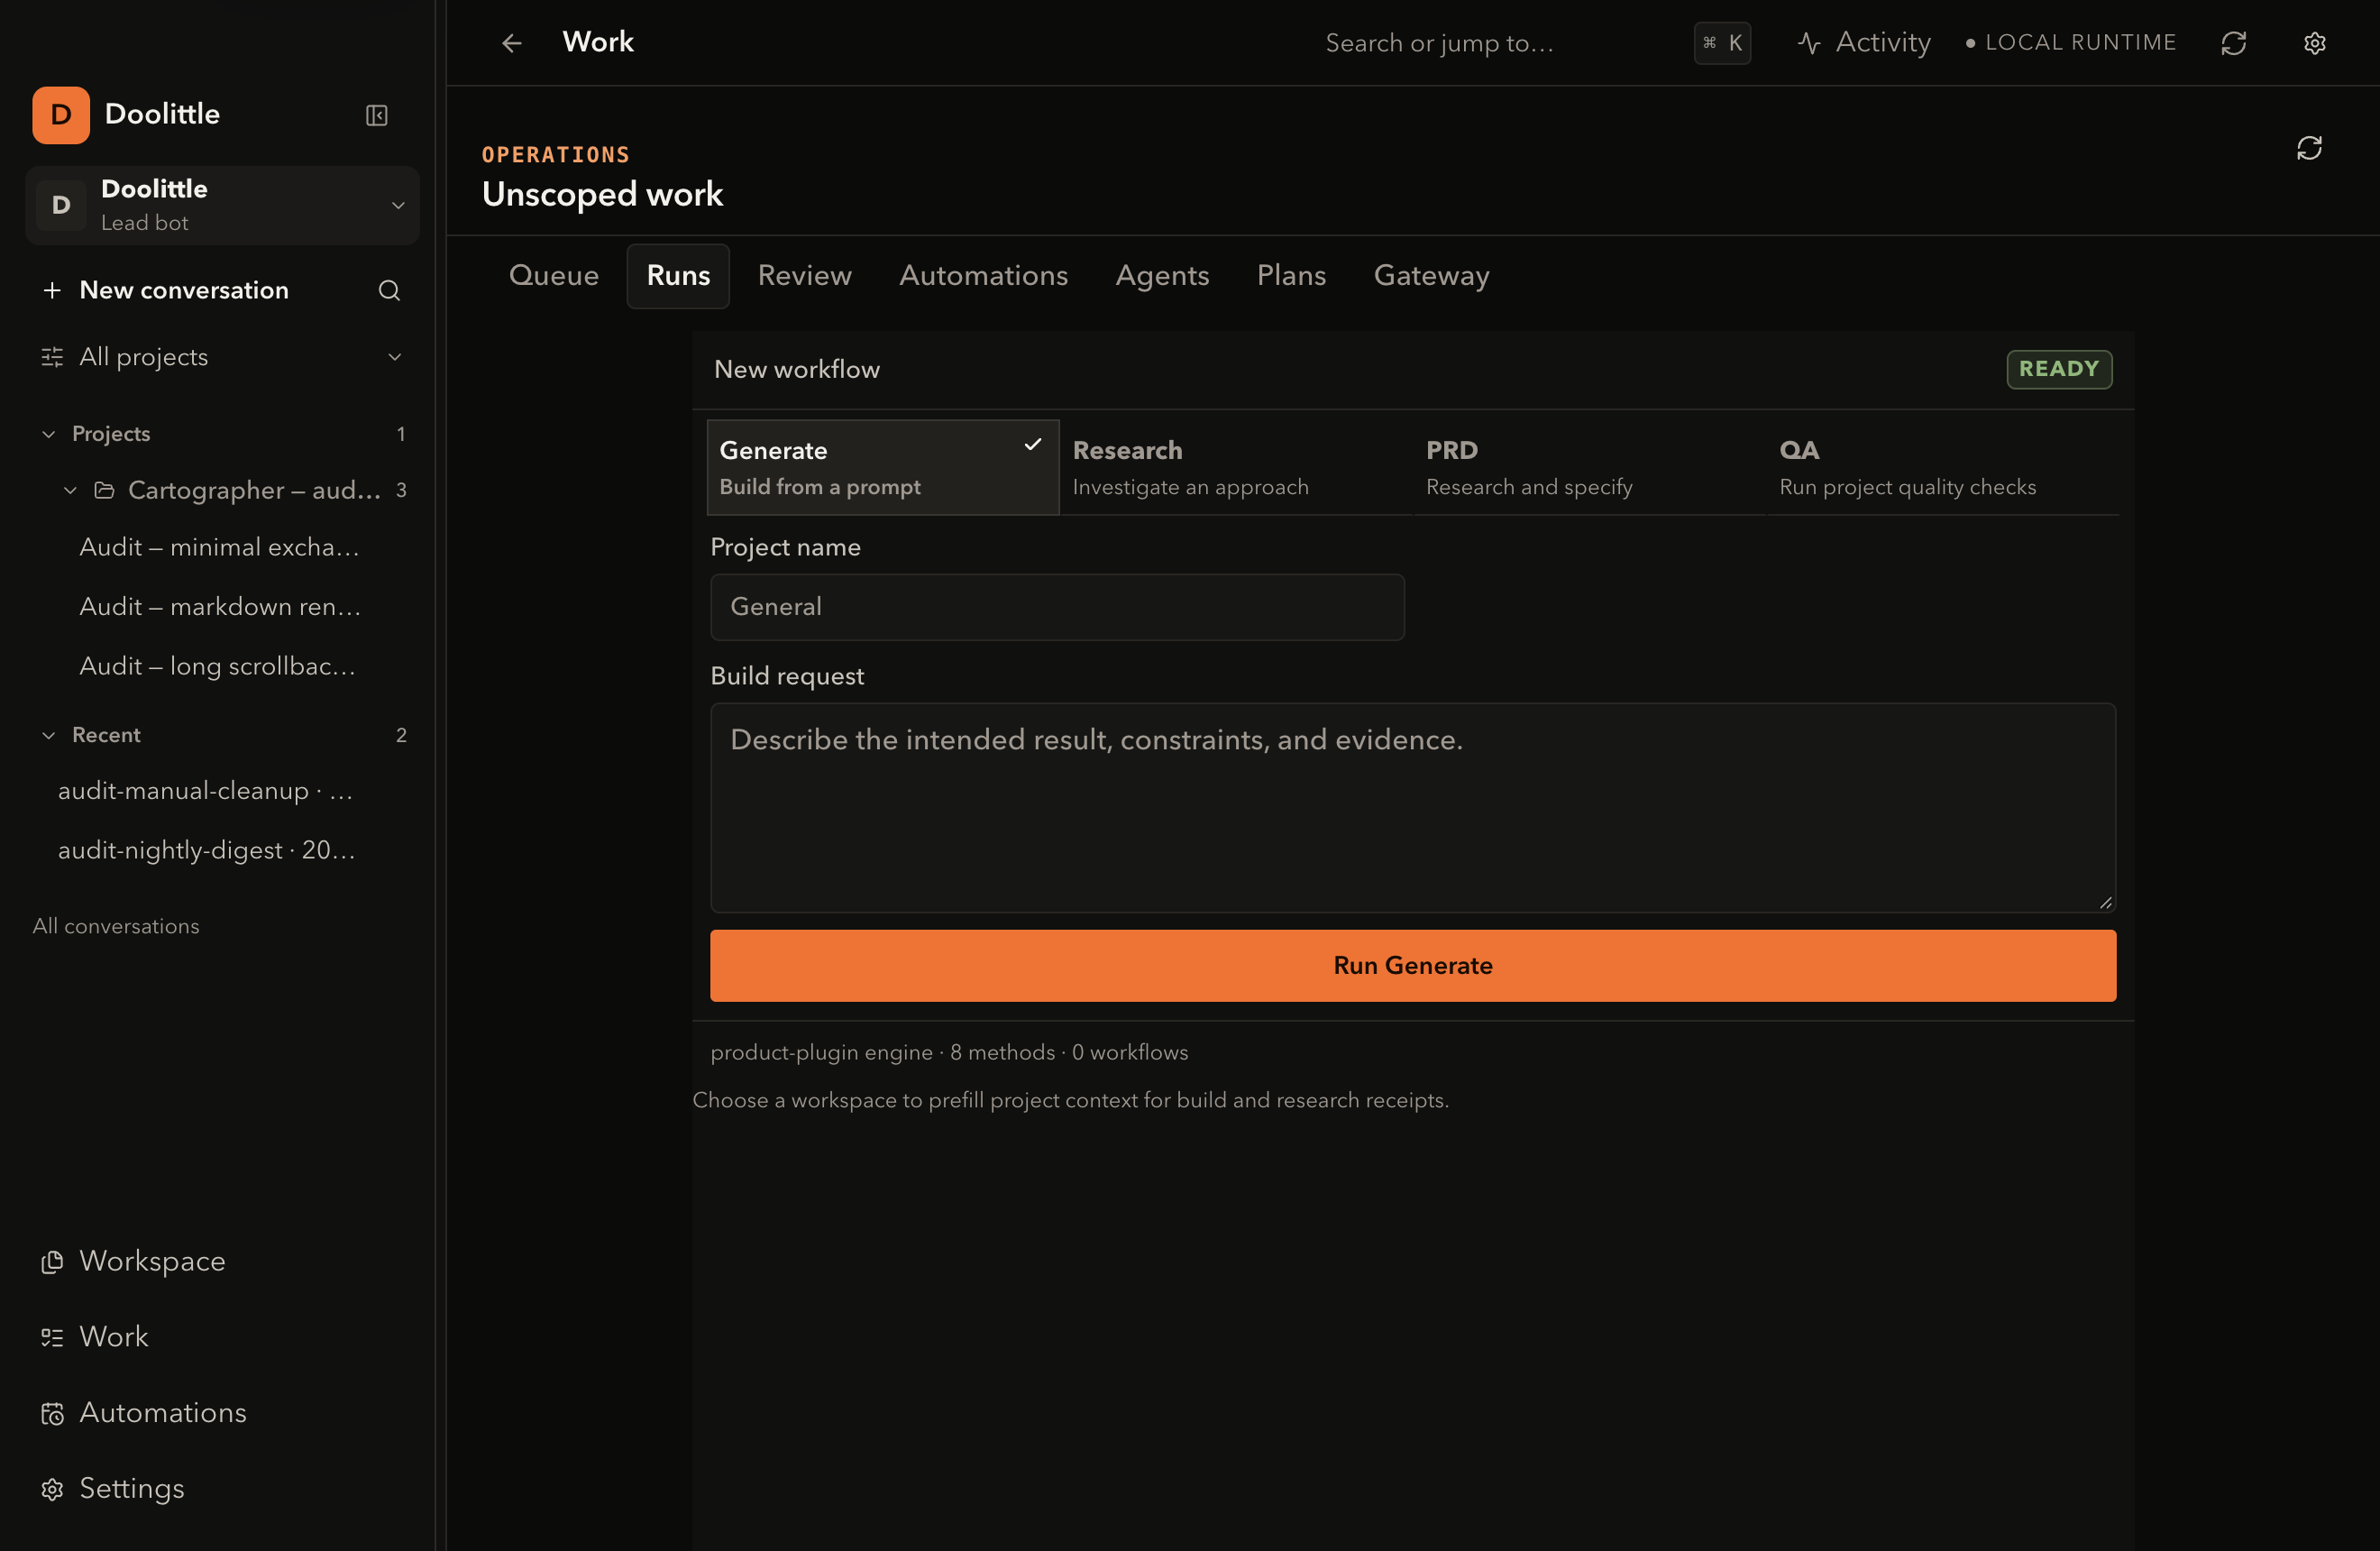 Work
Search or jump to…
⌘ K
Activity
LOCAL RUNTIME
D
Doolittle
D
Doolittle
Lead bot
New conversation
All projects
Projects
1
Cartographer – aud…
3
Audit – minimal excha…
Audit – markdown ren…
Audit – long scrollbac…
Recent
2
audit-manual-cleanup · …
audit-nightly-digest · 20…
All conversations
Workspace
Work
Automations
Settings
OPERATIONS
Unscoped work
Queue
Runs
Review
Automations
Agents
Plans
Gateway
New workflow
READY
Generate
Build from a prompt
Research
Investigate an approach
PRD
Research and specify
QA
Run project quality checks
Project name
General
Build request
Describe the intended result, constraints, and evidence.
Run Generate
product-plugin engine · 8 methods · 0 workflows
Choose a workspace to prefill project context for build and research receipts.